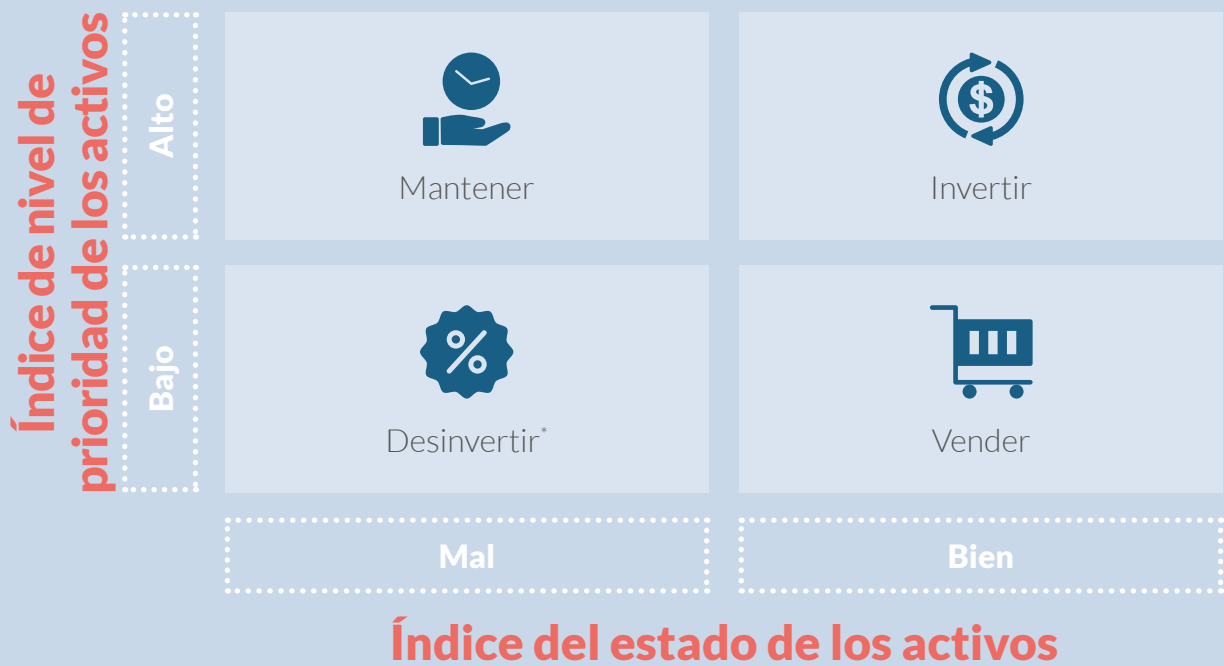 Índice de nivel de
prioridad de los activos
Alto
Mantener
Invertir
$
Bajo
%
Desinvertir*
Vender
Mal
Bien
Índice del estado de los activos